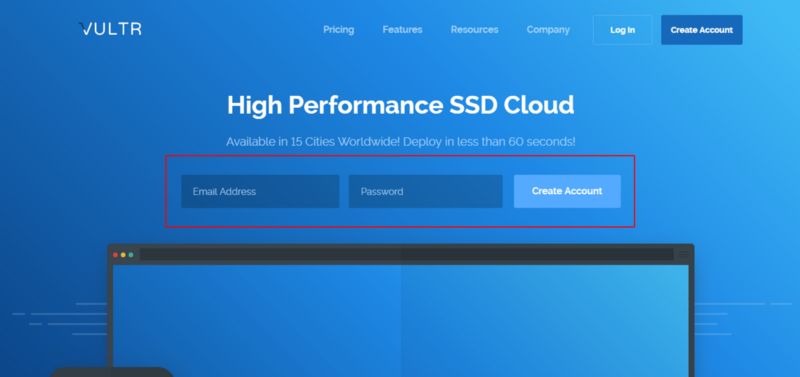 VULTR
Pricing Features Resources Company Log In Create Account
High Performance SSD Cloud
Available in 15 Cities Worldwide! Deploy in less than 60 seconds!
Email Address Password Create Account